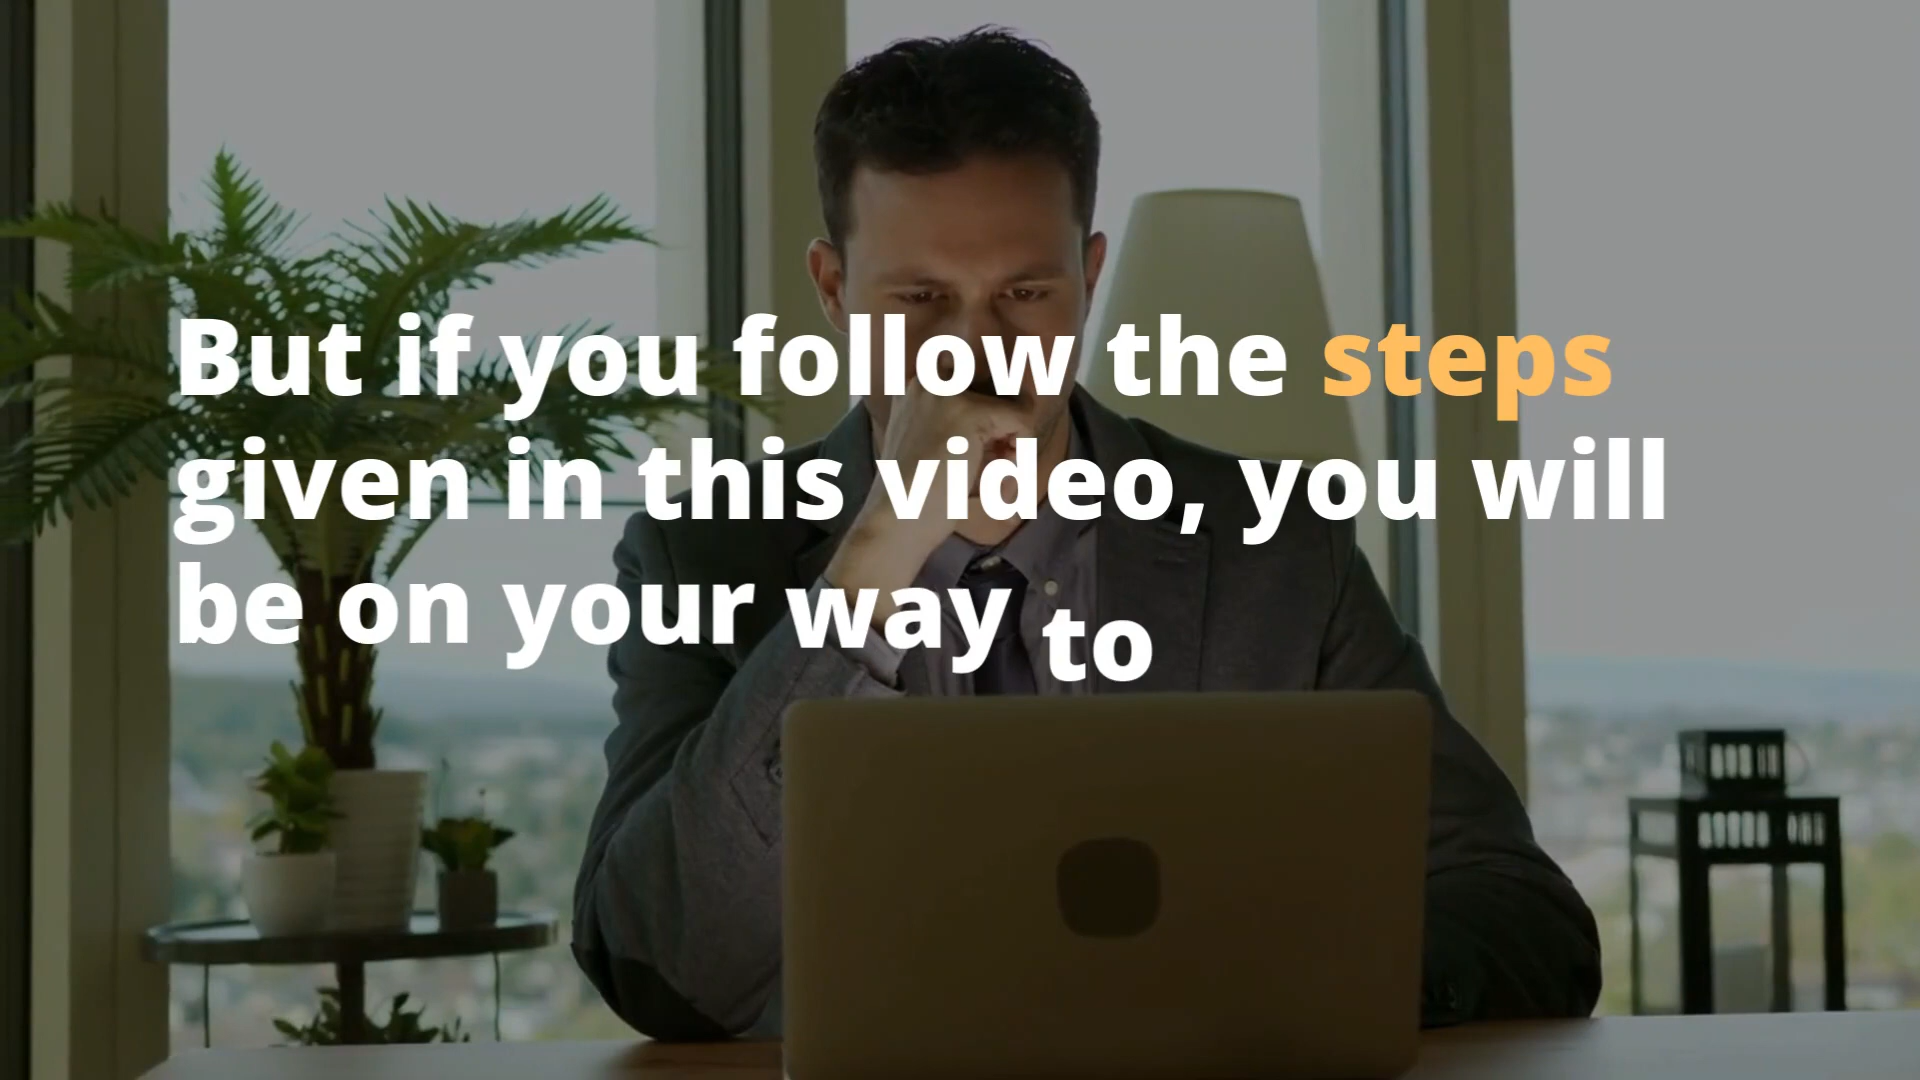 But if you follow the steps
given in this video, you will
be on your way to